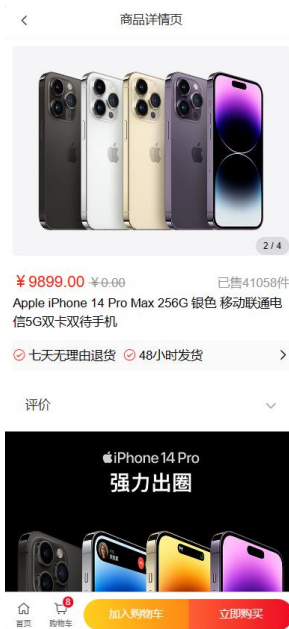 商品详情页
2 / 4
￥9899.00 ￥0.00 已售41058件
Apple iPhone 14 Pro Max 256G 银色 移动联通电
信5G双卡双待手机
七天无理由退货 48小时发货
评价
iPhone 14 Pro
强力出圈
8
首页 购物车 加入购物车 立即购买